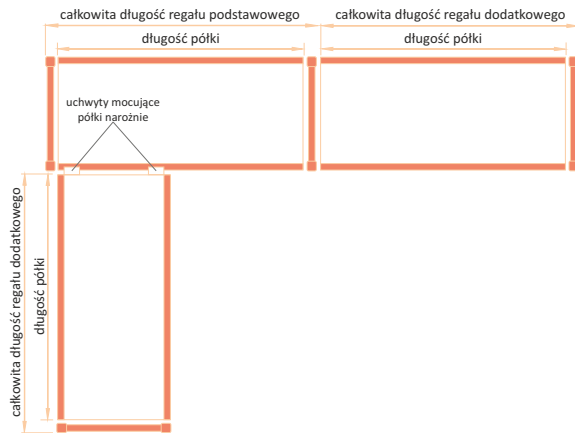 całkowita długość regału podstawowego
całkowita długość regału dodatkowego
długość półki
długość półki
uchwyty mocujące
półki narożnie
całkowita długość regału dodatkowego
długość półki